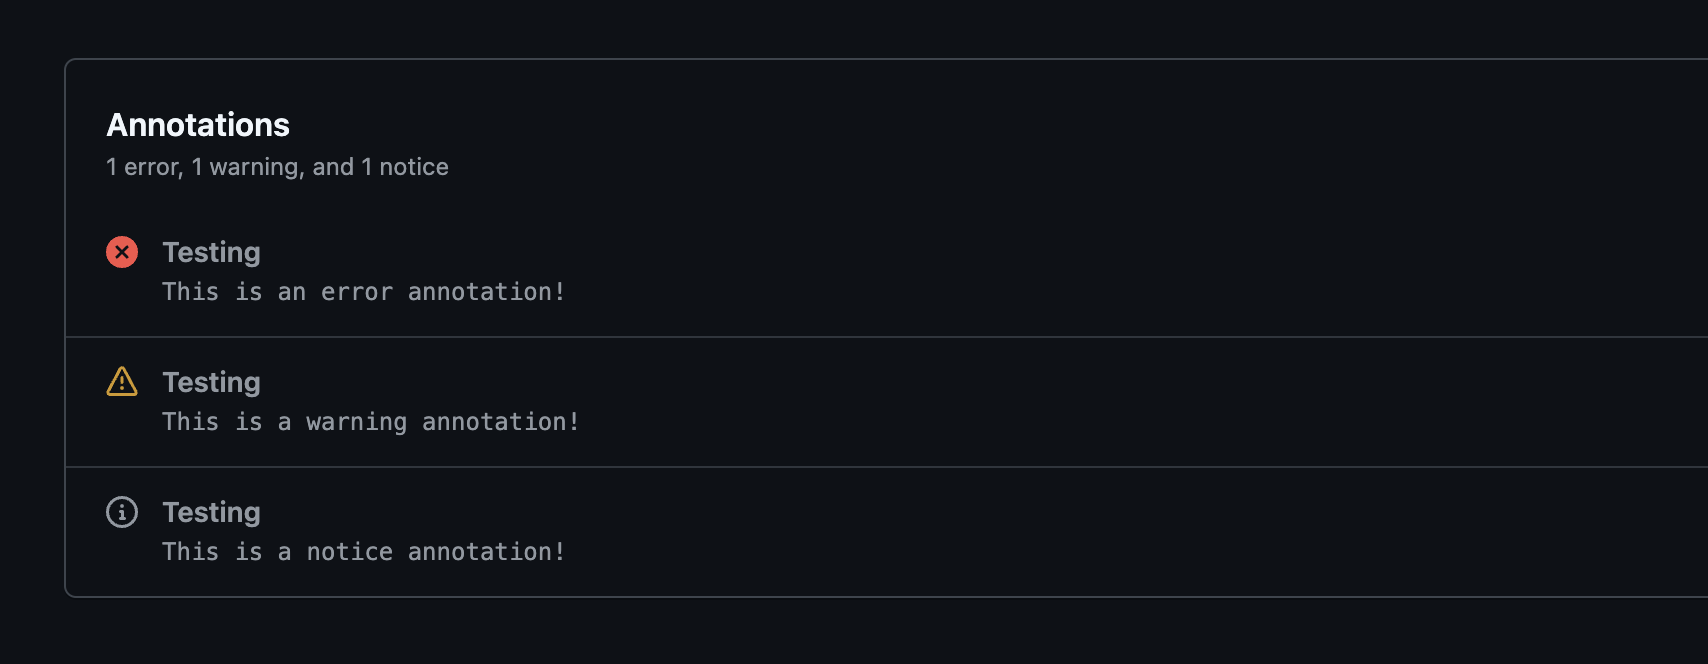 Annotations
1 error, 1 warning, and 1 notice
Testing
This is an error annotation!
Testing
This is a warning annotation!
Testing
This is a notice annotation!